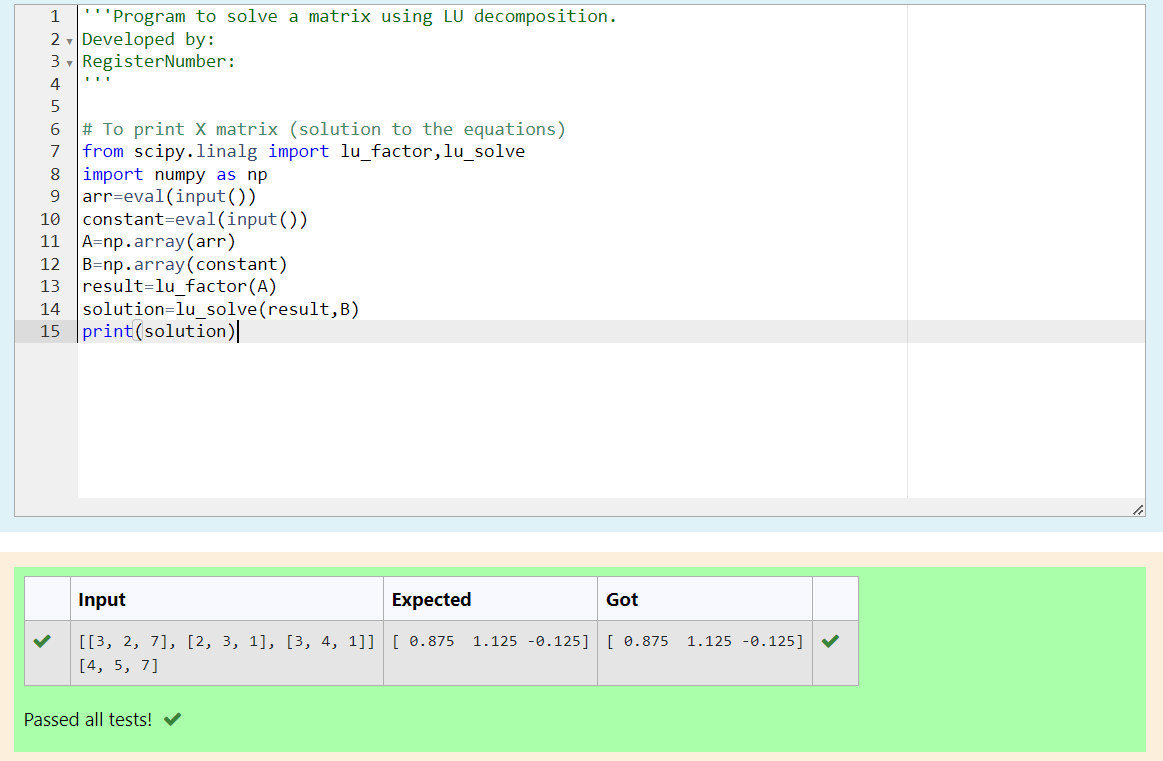 1 '''Program to solve a matrix using LU decomposition.
2 Developed by:
3 RegisterNumber:
4 '''
5
6 # To print X matrix (solution to the equations)
7 from scipy.linalg import lu_factor,lu_solve
8 import numpy as np
9 arr=eval(input())
10 constant=eval(input())
11 A=np.array(arr)
12 B=np.array(constant)
13 result=lu_factor(A)
14 solution=lu_solve(result,B)
15 print(solution)
Input Expected Got
[[3, 2, 7], [2, 3, 1], [3, 4, 1]] [ 0.875  1.125 -0.125] [ 0.875  1.125 -0.125]
[4, 5, 7]
Passed all tests!